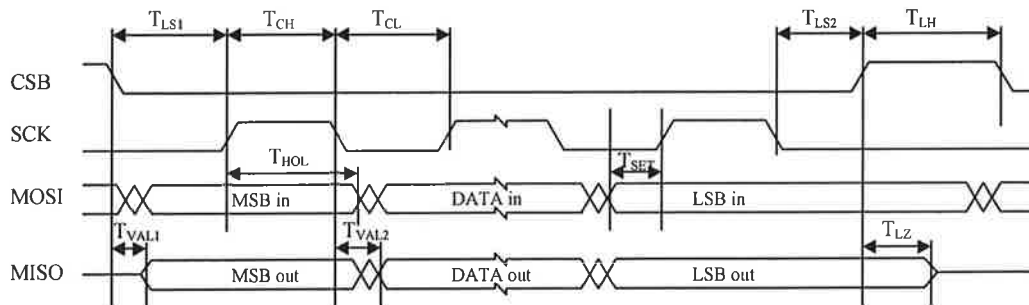 TLS1 TCH TCL TLS2 TLH
CSB
SCK
THOL TSET
MOSI MSB in DATA in LSB in
TVAL1 TVAL2 TLZ
MISO MSB out DATA out LSB out